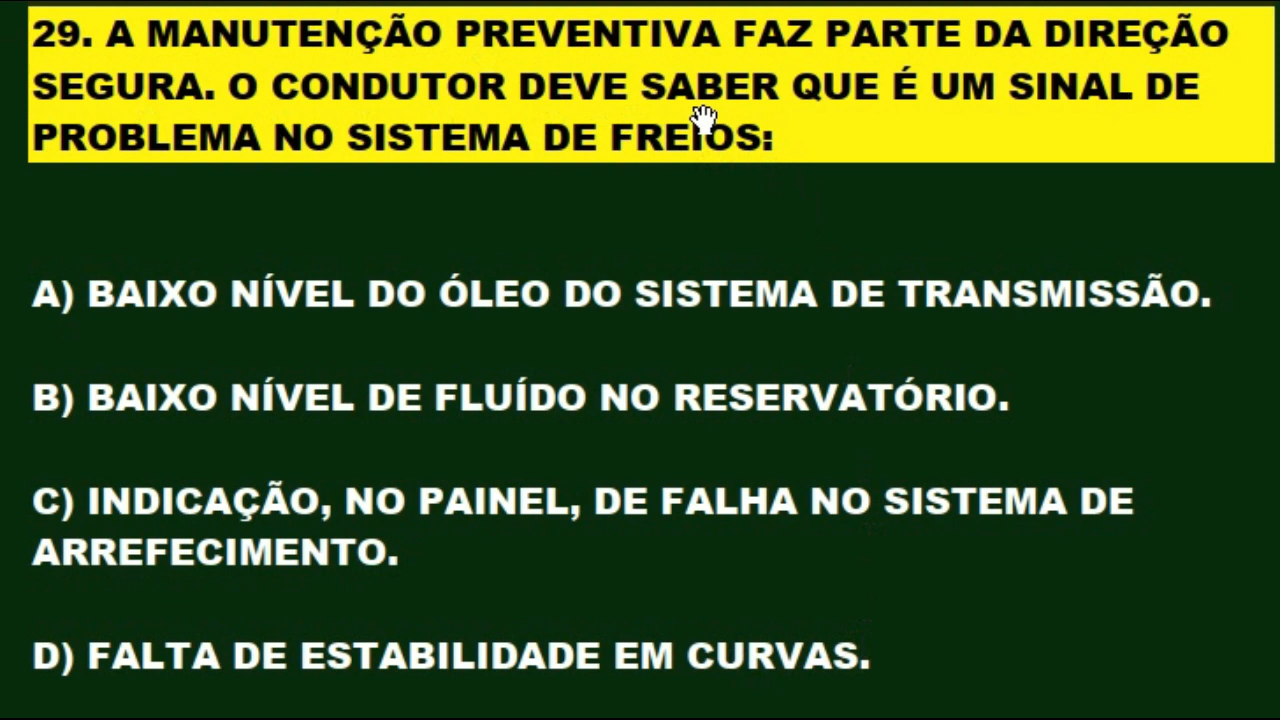 29. A MANUTENÇÃO PREVENTIVA FAZ PARTE DA DIREÇÃO
SEGURA. O CONDUTOR DEVE SABER QUE É UM SINAL DE
PROBLEMA NO SISTEMA DE FREIOS:
A) BAIXO NÍVEL DO ÓLEO DO SISTEMA DE TRANSMISSÃO.
B) BAIXO NÍVEL DE FLUÍDO NO RESERVATÓRIO.
C) INDICAÇÃO, NO PAINEL, DE FALHA NO SISTEMA DE
ARREFECIMENTO.
D) FALTA DE ESTABILIDADE EM CURVAS.